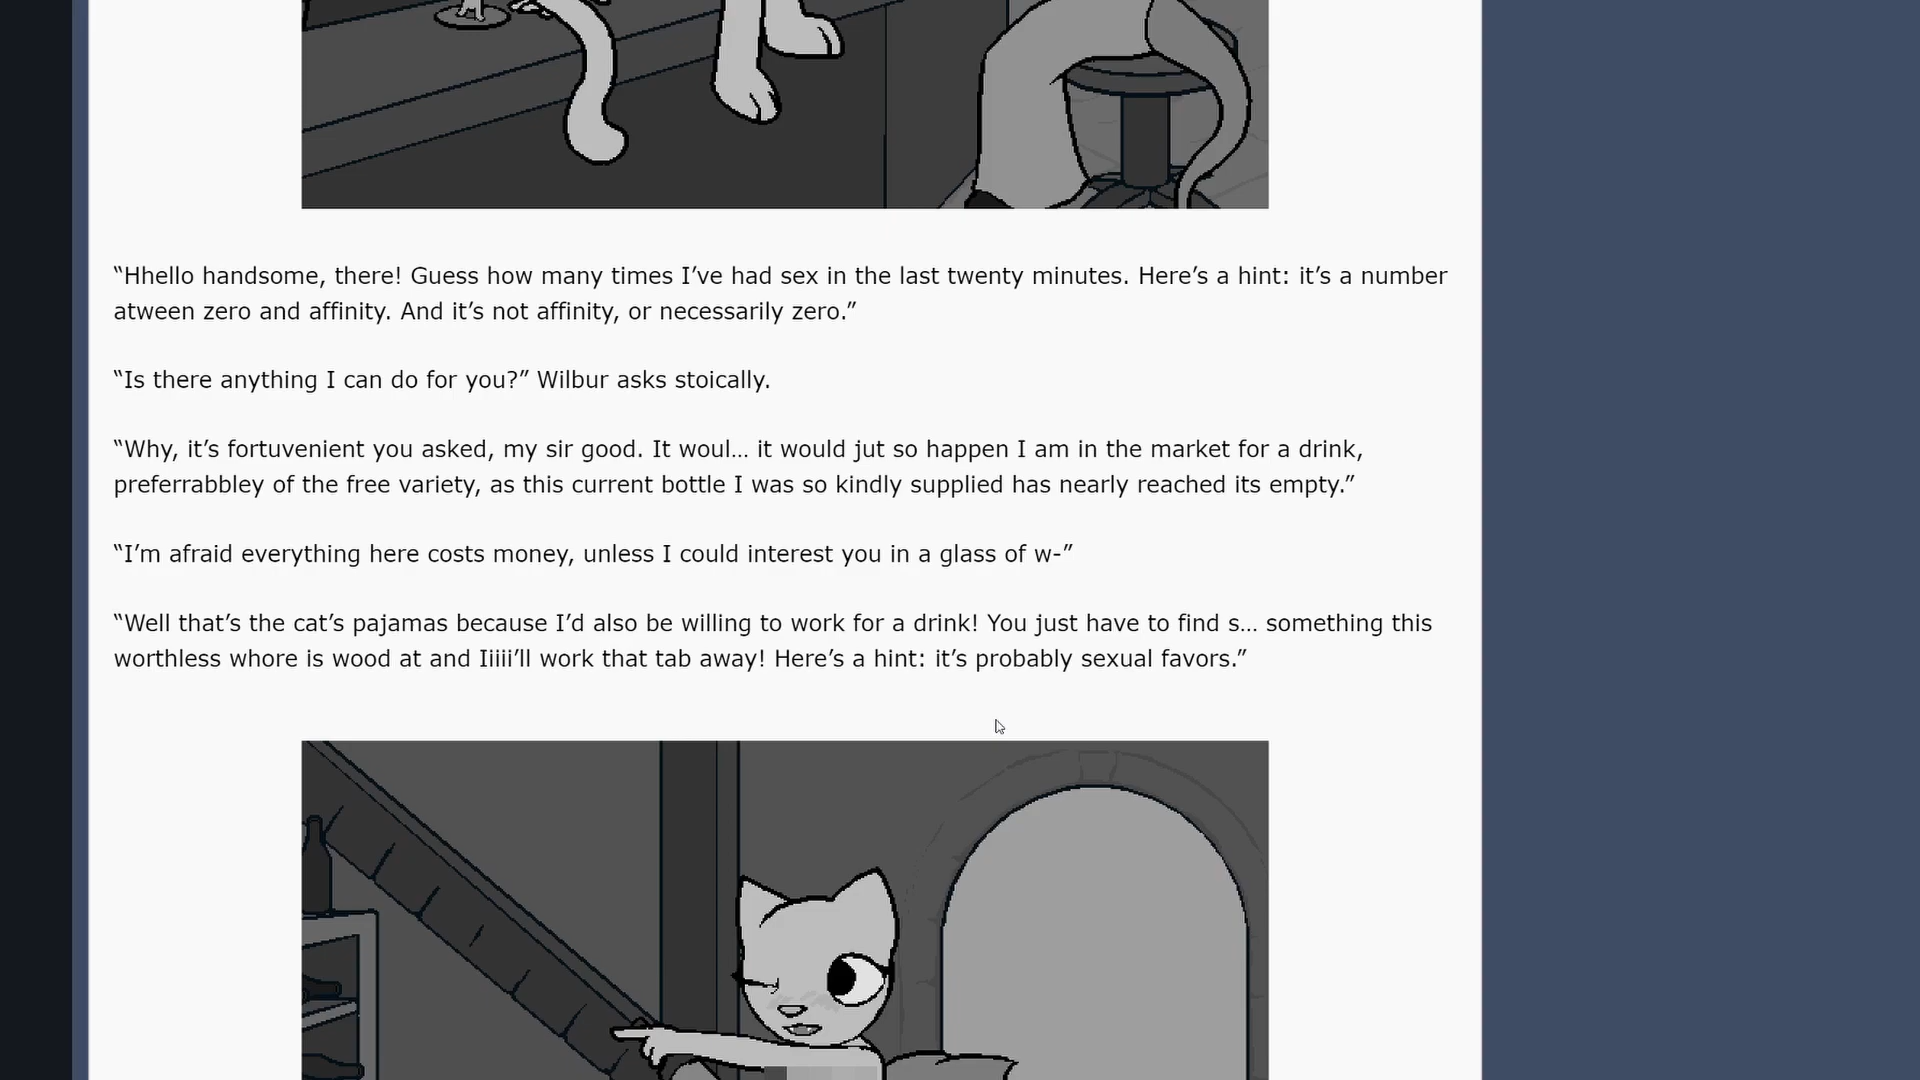 “Hhello handsome, there! Guess how many times I’ve had sex in the last twenty minutes. Here’s a hint: it’s a number
atween zero and affinity. And it’s not affinity, or necessarily zero.”
“Is there anything I can do for you?” Wilbur asks stoically.
“Why, it’s fortuvenient you asked, my sir good. It woul… it would jut so happen I am in the market for a drink,
preferrabbley of the free variety, as this current bottle I was so kindly supplied has nearly reached its empty.”
“I’m afraid everything here costs money, unless I could interest you in a glass of w-”
“Well that’s the cat’s pajamas because I’d also be willing to work for a drink! You just have to find s… something this
worthless whore is wood at and Iiiii’ll work that tab away! Here’s a hint: it’s probably sexual favors.”